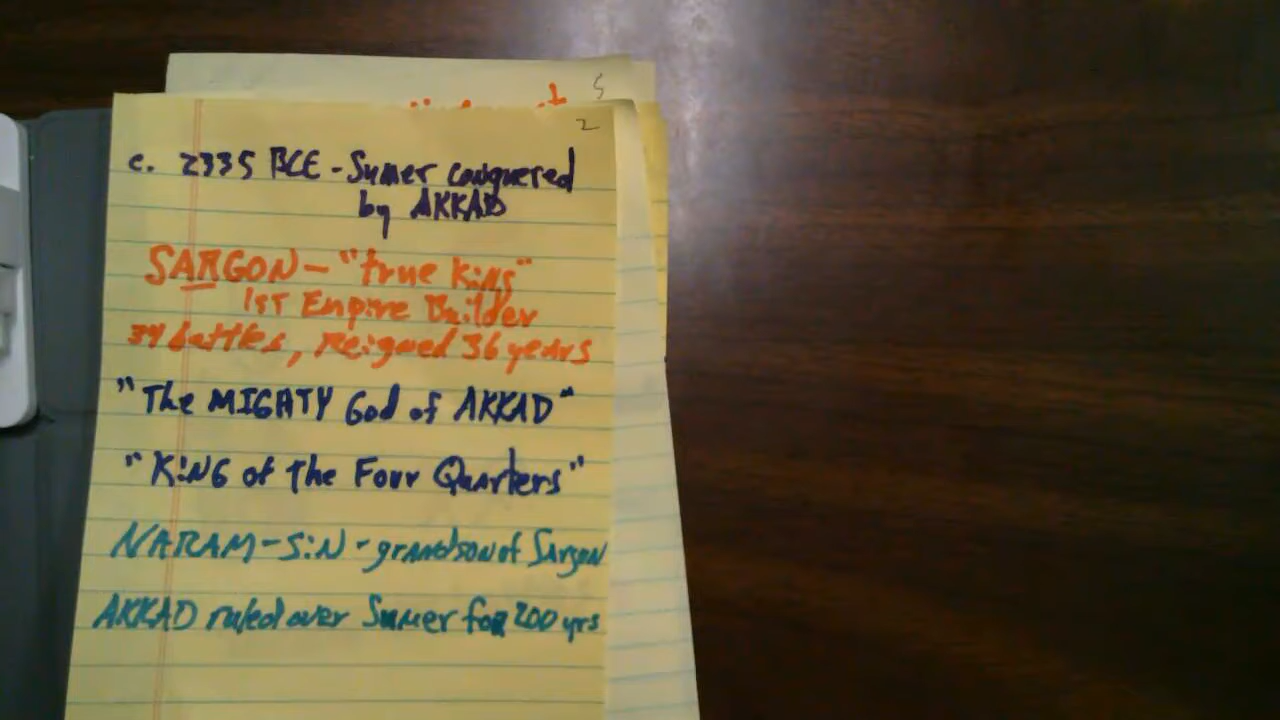 5
2
c. 2335 BCE - Sumer conquered
by AKKAD
SARGON - "true King"
1ST Empire Builder
34 battles, Reigned 36 years
"The MIGHTY God of AKKAD"
"KiNG of the Four Quarters"
NARAM-SiN - grandson of Sargon
AKKAD ruled over Sumer for 200 yrs